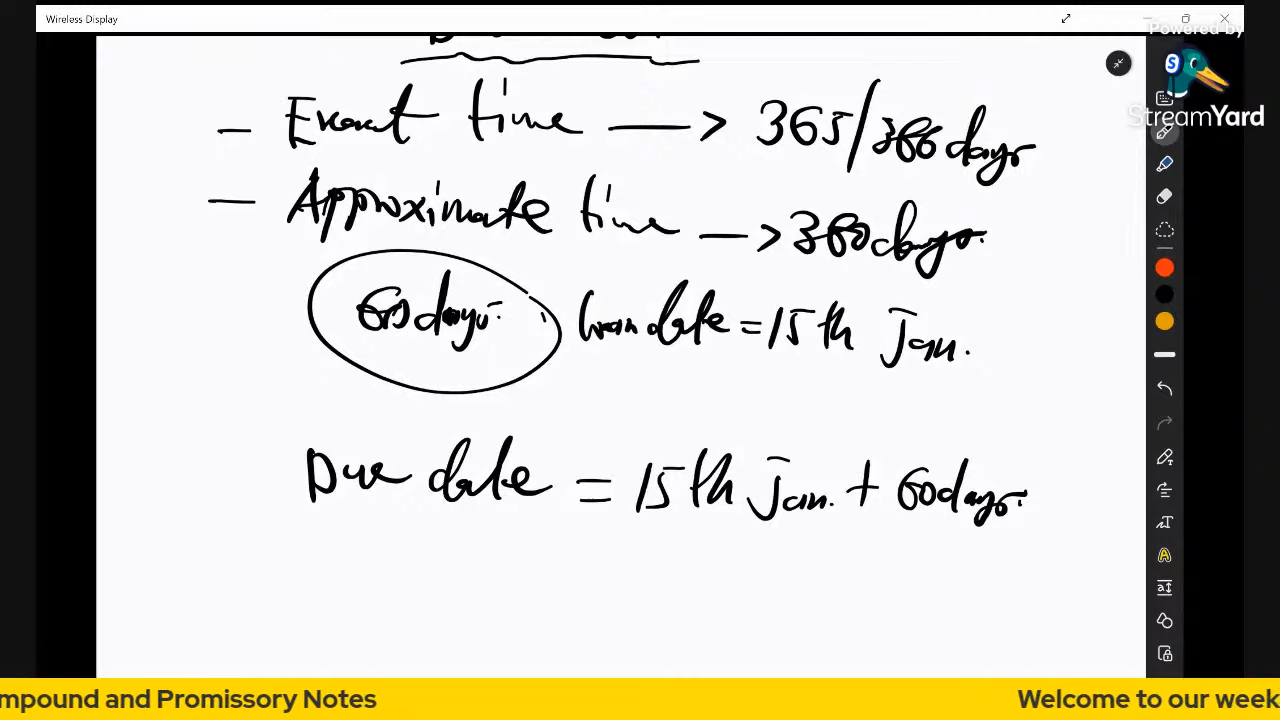 Wireless Display
Powered by
StreamYard
— Exact time —> 365/366 days
— Approximate time —> 360 days.
60 days. loan date = 15th Jan.
Due date = 15th Jan. + 60 days.
mpound and Promissory Notes
Welcome to our week